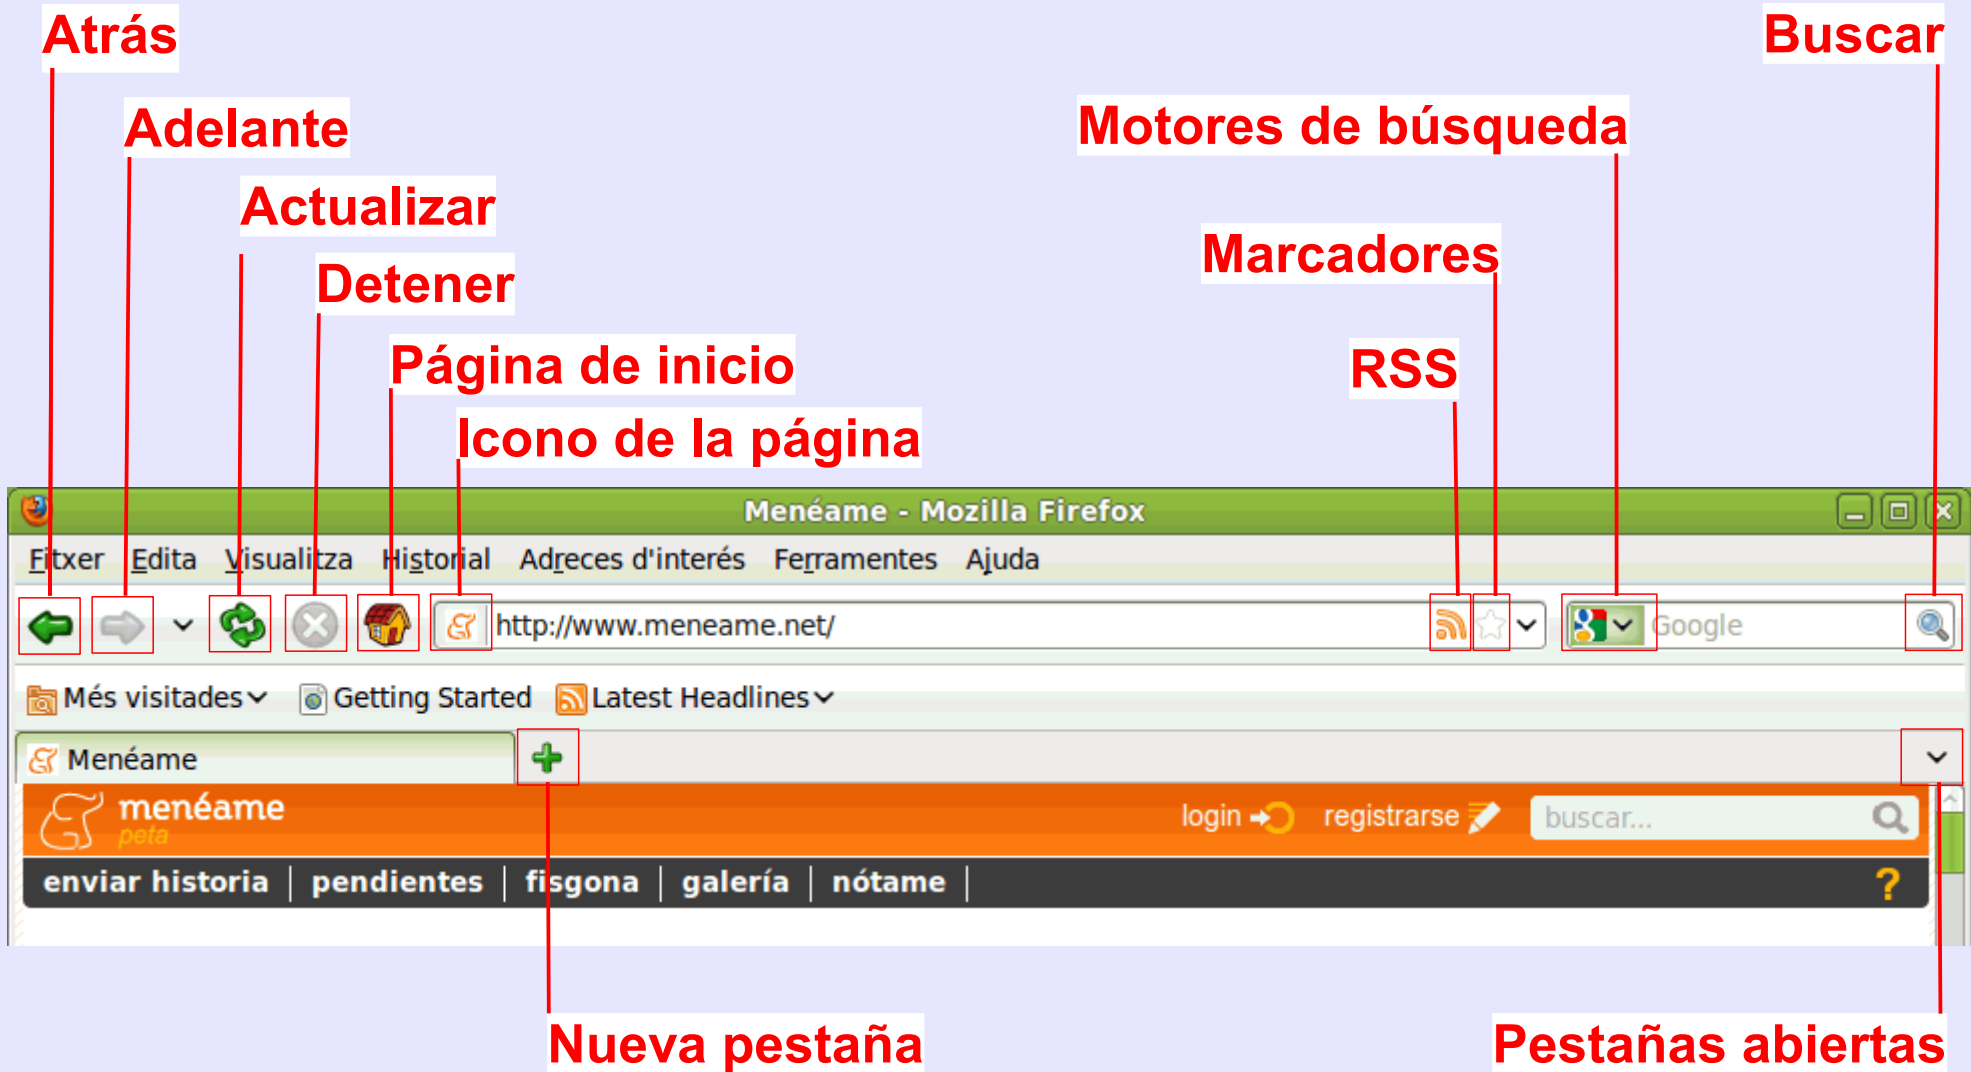 Atrás
Buscar
Adelante
Motores de búsqueda
Actualizar
Marcadores
Detener
Página de inicio
RSS
Icono de la página
Menéame - Mozilla Firefox
Fitxer Edita Visualitza Historial Adreces d'interés Ferramentes Ajuda
http://www.meneame.net/
Google
Més visitades Getting Started Latest Headlines
Menéame
menéame
peta
login registrarse buscar...
enviar historia | pendientes | fisgona | galería | nótame | ?
Nueva pestaña
Pestañas abiertas